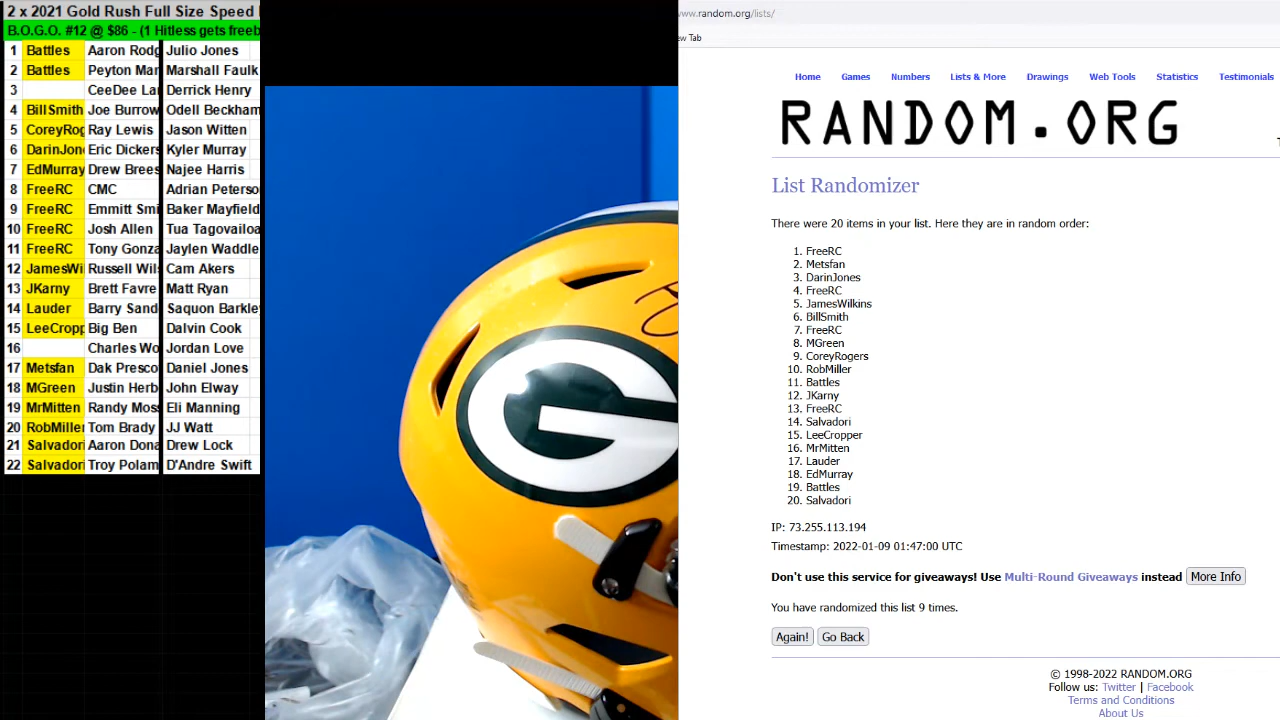 2 x 2021 Gold Rush Full Size Speed
B.O.G.O. #12 @ $86 - (1 Hitless gets freeb
1 Battles Aaron Rodg Julio Jones
2 Battles Peyton Man Marshall Faulk
3 CeeDee La Derrick Henry
4 BillSmith Joe Burrow Odell Beckham
5 CoreyRog Ray Lewis Jason Witten
6 DarinJone Eric Dickers Kyler Murray
7 EdMurray Drew Brees Najee Harris
8 FreeRC CMC Adrian Peterso
9 FreeRC Emmitt Smi Baker Mayfield
10 FreeRC Josh Allen Tua Tagovailoa
11 FreeRC Tony Gonza Jaylen Waddle
12 JamesWi Russell Wils Cam Akers
13 JKarny Brett Favre Matt Ryan
14 Lauder Barry Sand Saquon Barkley
15 LeeCropp Big Ben Dalvin Cook
16 Charles Wo Jordan Love
17 Metsfan Dak Presco Daniel Jones
18 MGreen Justin Herb John Elway
19 MrMitten Randy Moss Eli Manning
20 RobMiller Tom Brady JJ Watt
21 Salvadori Aaron Dona Drew Lock
22 Salvadori Troy Polam D'Andre Swift
G
www.random.org/lists/
ew Tab
Home Games Numbers Lists & More Drawings Web Tools Statistics Testimonials
RANDOM.ORG
List Randomizer
There were 20 items in your list. Here they are in random order:
1. FreeRC
2. Metsfan
3. DarinJones
4. FreeRC
5. JamesWilkins
6. BillSmith
7. FreeRC
8. MGreen
9. CoreyRogers
10. RobMiller
11. Battles
12. JKarny
13. FreeRC
14. Salvadori
15. LeeCropper
16. MrMitten
17. Lauder
18. EdMurray
19. Battles
20. Salvadori
IP: 73.255.113.194
Timestamp: 2022-01-09 01:47:00 UTC
Don't use this service for giveaways! Use Multi-Round Giveaways instead More Info
You have randomized this list 9 times.
Again! Go Back
© 1998-2022 RANDOM.ORG
Follow us: Twitter | Facebook
Terms and Conditions
About Us